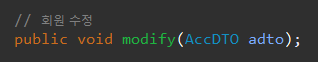 // 회원 수정
public void modify(AccDTO adto);